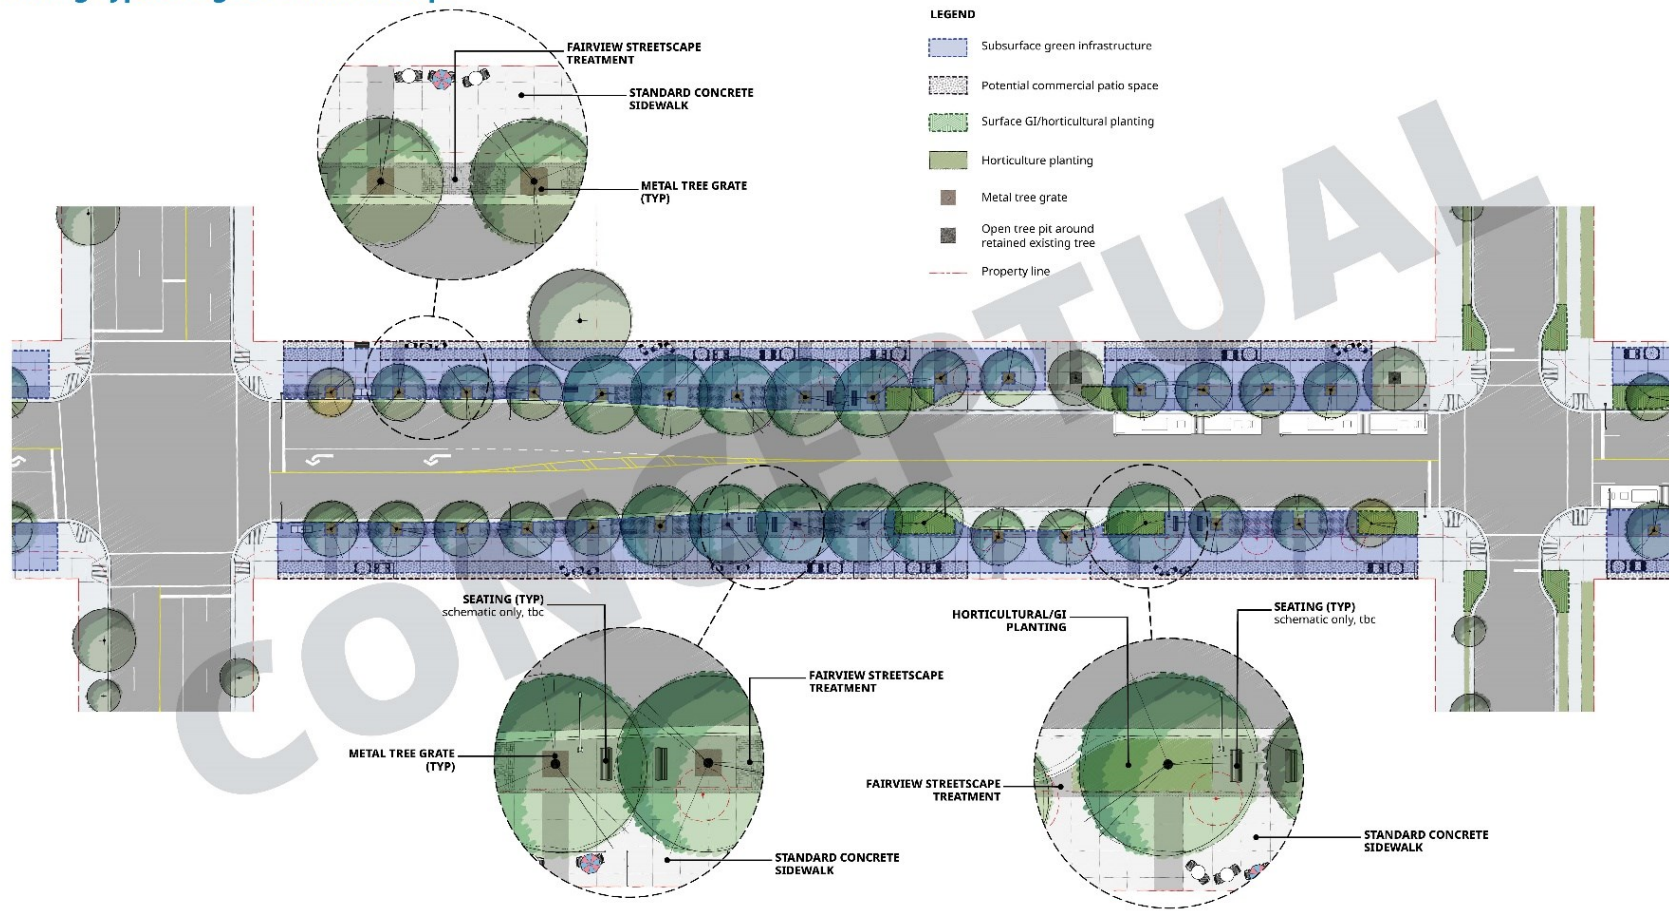 LEGEND
Subsurface green infrastructure
Potential commercial patio space
Surface GI/horticultural planting
Horticulture planting
Metal tree grate
Open tree pit around
retained existing tree
Property line
FAIRVIEW STREETSCAPE
TREATMENT
STANDARD CONCRETE
SIDEWALK
METAL TREE GRATE
(TYP)
CONCEPTUAL
SEATING (TYP)
schematic only, tbc
METAL TREE GRATE
(TYP)
FAIRVIEW STREETSCAPE
TREATMENT
STANDARD CONCRETE
SIDEWALK
HORTICULTURAL/GI
PLANTING
SEATING (TYP)
schematic only, tbc
FAIRVIEW STREETSCAPE
TREATMENT
STANDARD CONCRETE
SIDEWALK